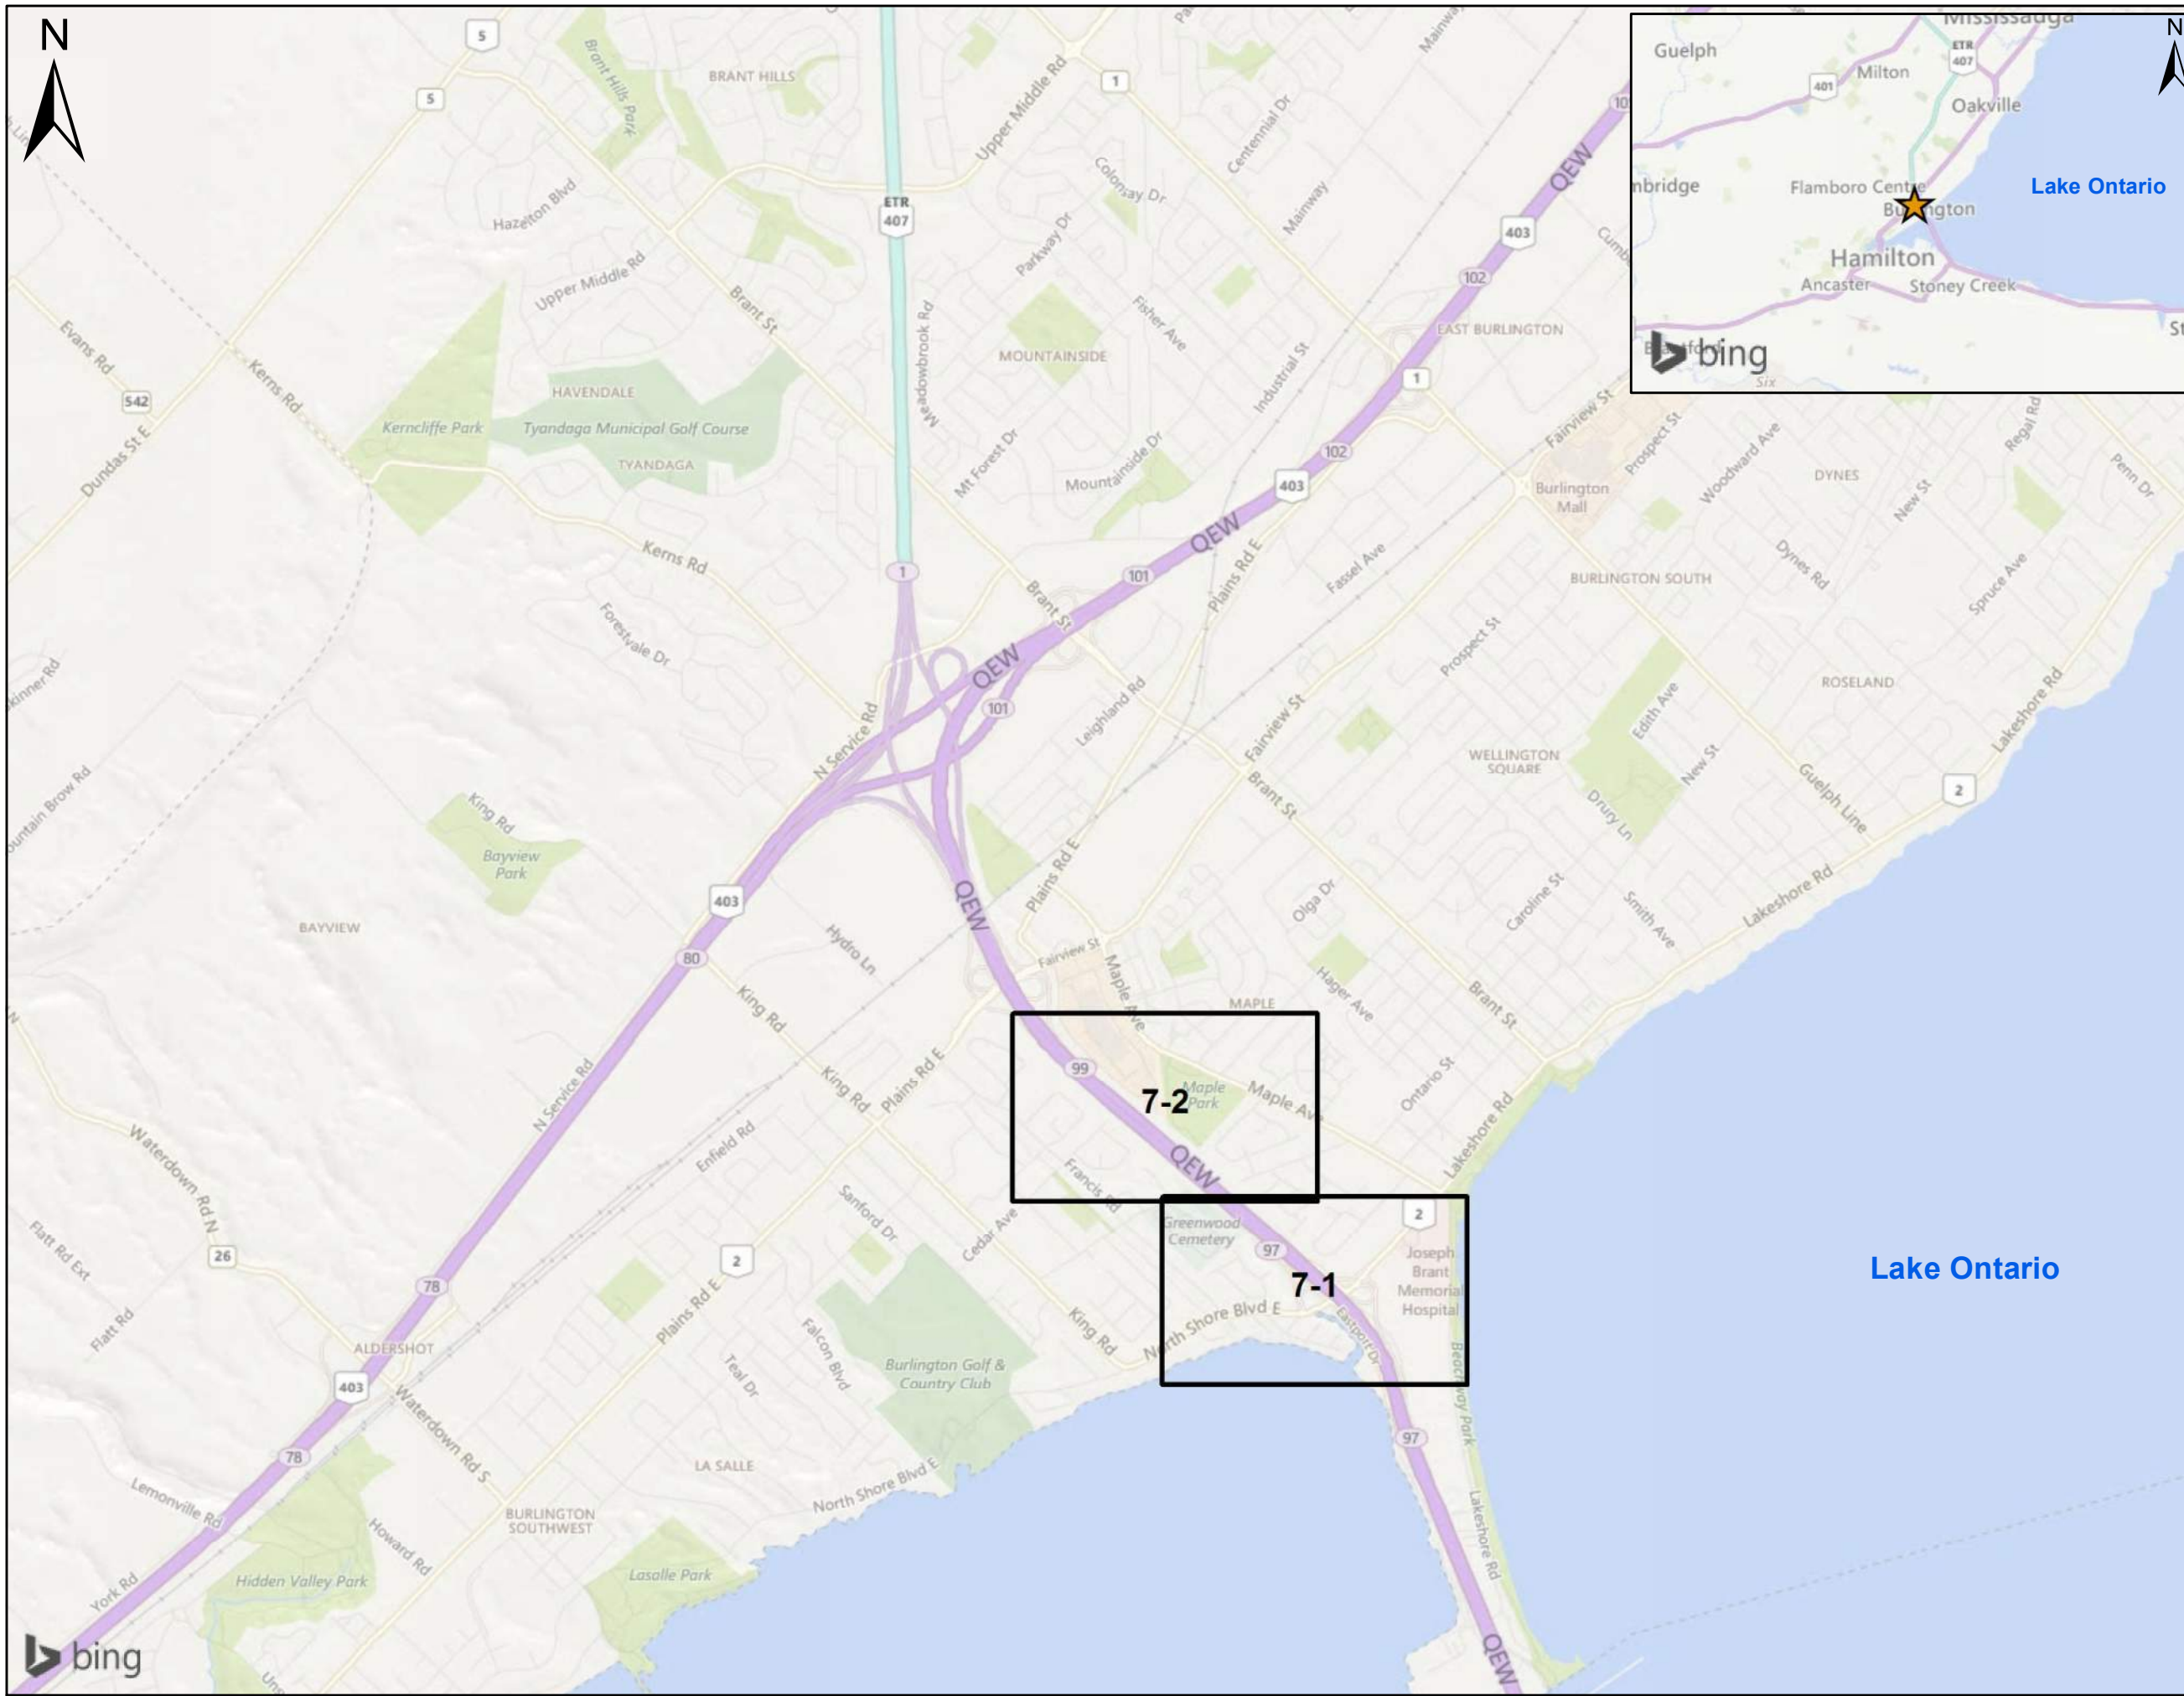 N
5
5
Brant Hills Park
BRANT HILLS
1
Upper Middle Rd
Centennial Dr
Colonsay Dr
Mainway
QEW
ETR
407
Hazelton Blvd
Upper Middle Rd
Parkway Dr
403
102
Brant St
Meadowbrook Rd
Fisher Ave
Evans Rd
Kerns Rd
MOUNTAINSIDE
Industrial St
EAST BURLINGTON
542
HAVENDALE
Kerncliffe Park
Tyandaga Municipal Golf Course
TYANDAGA
1
Fairview St
Dundas St E
Mt Forest Dr
Mountainside Dr
102
403
Prospect St
Burlington
Mall
Woodward Ave
DYNES
New St
Regal Rd
Penn Dr
QEW
Kerns Rd
1
101
Plains Rd E
Fassel Ave
BURLINGTON SOUTH
Dynes Rd
Spruce Ave
Forestvale Dr
Brant St
QEW
101
Leighland Rd
Prospect St
ROSELAND
Edith Ave
Lakeshore Rd
N Service Rd
Fairview St
WELLINGTON
SQUARE
New St
Guelph Line
2
King Rd
Bayview
Park
Brant St
Drury Ln
Plains Rd E
403
QEW
Olga Dr
Caroline St
Smith Ave
Lakeshore Rd
BAYVIEW
80
Hydro Ln
Fairview St
Maple Ave
Hager Ave
MAPLE
Brant St
King Rd
N Service Rd
King Rd
Plains Rd E
99
7-2
Maple
Park
Maple Ave
Ontario St
Lakeshore Rd
Waterdown Rd N
Enfield Rd
QEW
Francis Rd
Sanford Dr
Cedar Ave
Greenwood
Cemetery
2
Flatt Rd Ext
26
2
97
7-1
Joseph
Brant
Memorial
Hospital
Lake Ontario
78
Flatt Rd
Plains Rd E
North Shore Blvd E
Eastport Dr
King Rd
ALDERSHOT
403
Falcon Blvd
Teal Dr
Burlington Golf &
Country Club
Beachway Park
Waterdown Rd S
97
78
LA SALLE
North Shore Blvd E
Lemonville Rd
BURLINGTON
SOUTHWEST
Howard Rd
Lakeshore Rd
Hidden Valley Park
Lasalle Park
York Rd
QEW
bing
N
Mississauga
Guelph
ETR
407
Milton
401
Oakville
Flamboro Centre
Lake Ontario
Burlington
Hamilton
Ancaster
Stoney Creek
Six
bing